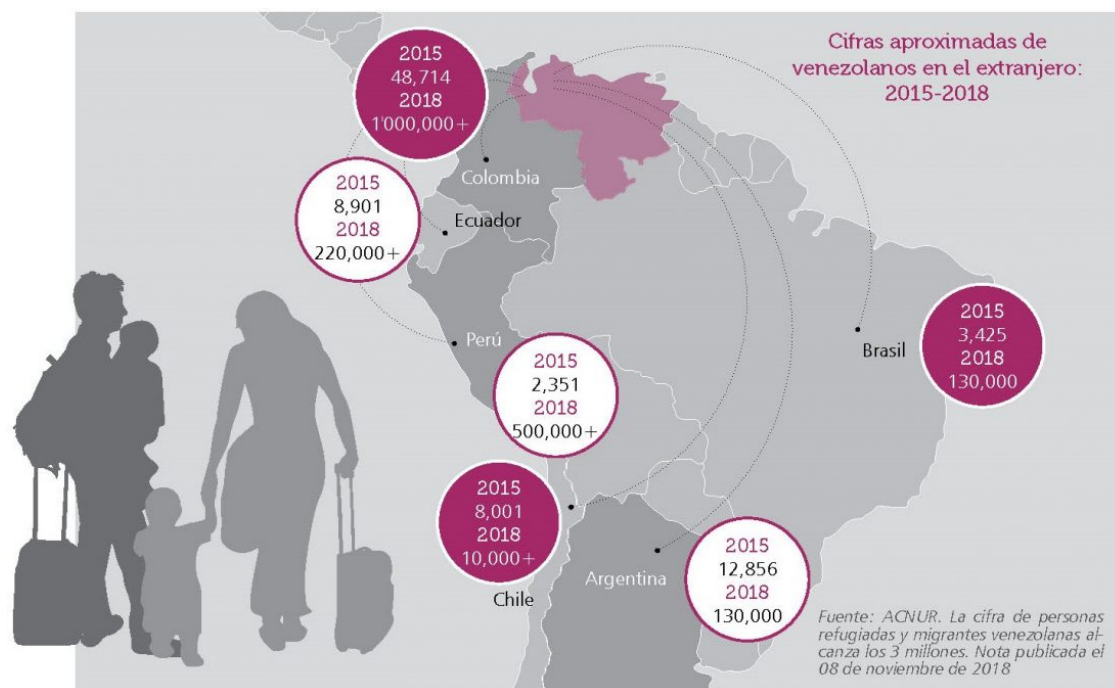 Cifras aproximadas de
venezolanos en el extranjero:
2015-2018
2015
48,714
2018
1'000,000+
Colombia
2015
8,901
2018
220,000+
Ecuador
Perú
2015
2,351
2018
500,000+
2015
3,425
2018
130,000
Brasil
2015
8,001
2018
10,000+
Chile
Argentina
2015
12,856
2018
130,000
Fuente: ACNUR. La cifra de personas
refugiadas y migrantes venezolanas al-
canza los 3 millones. Nota publicada el
08 de noviembre de 2018